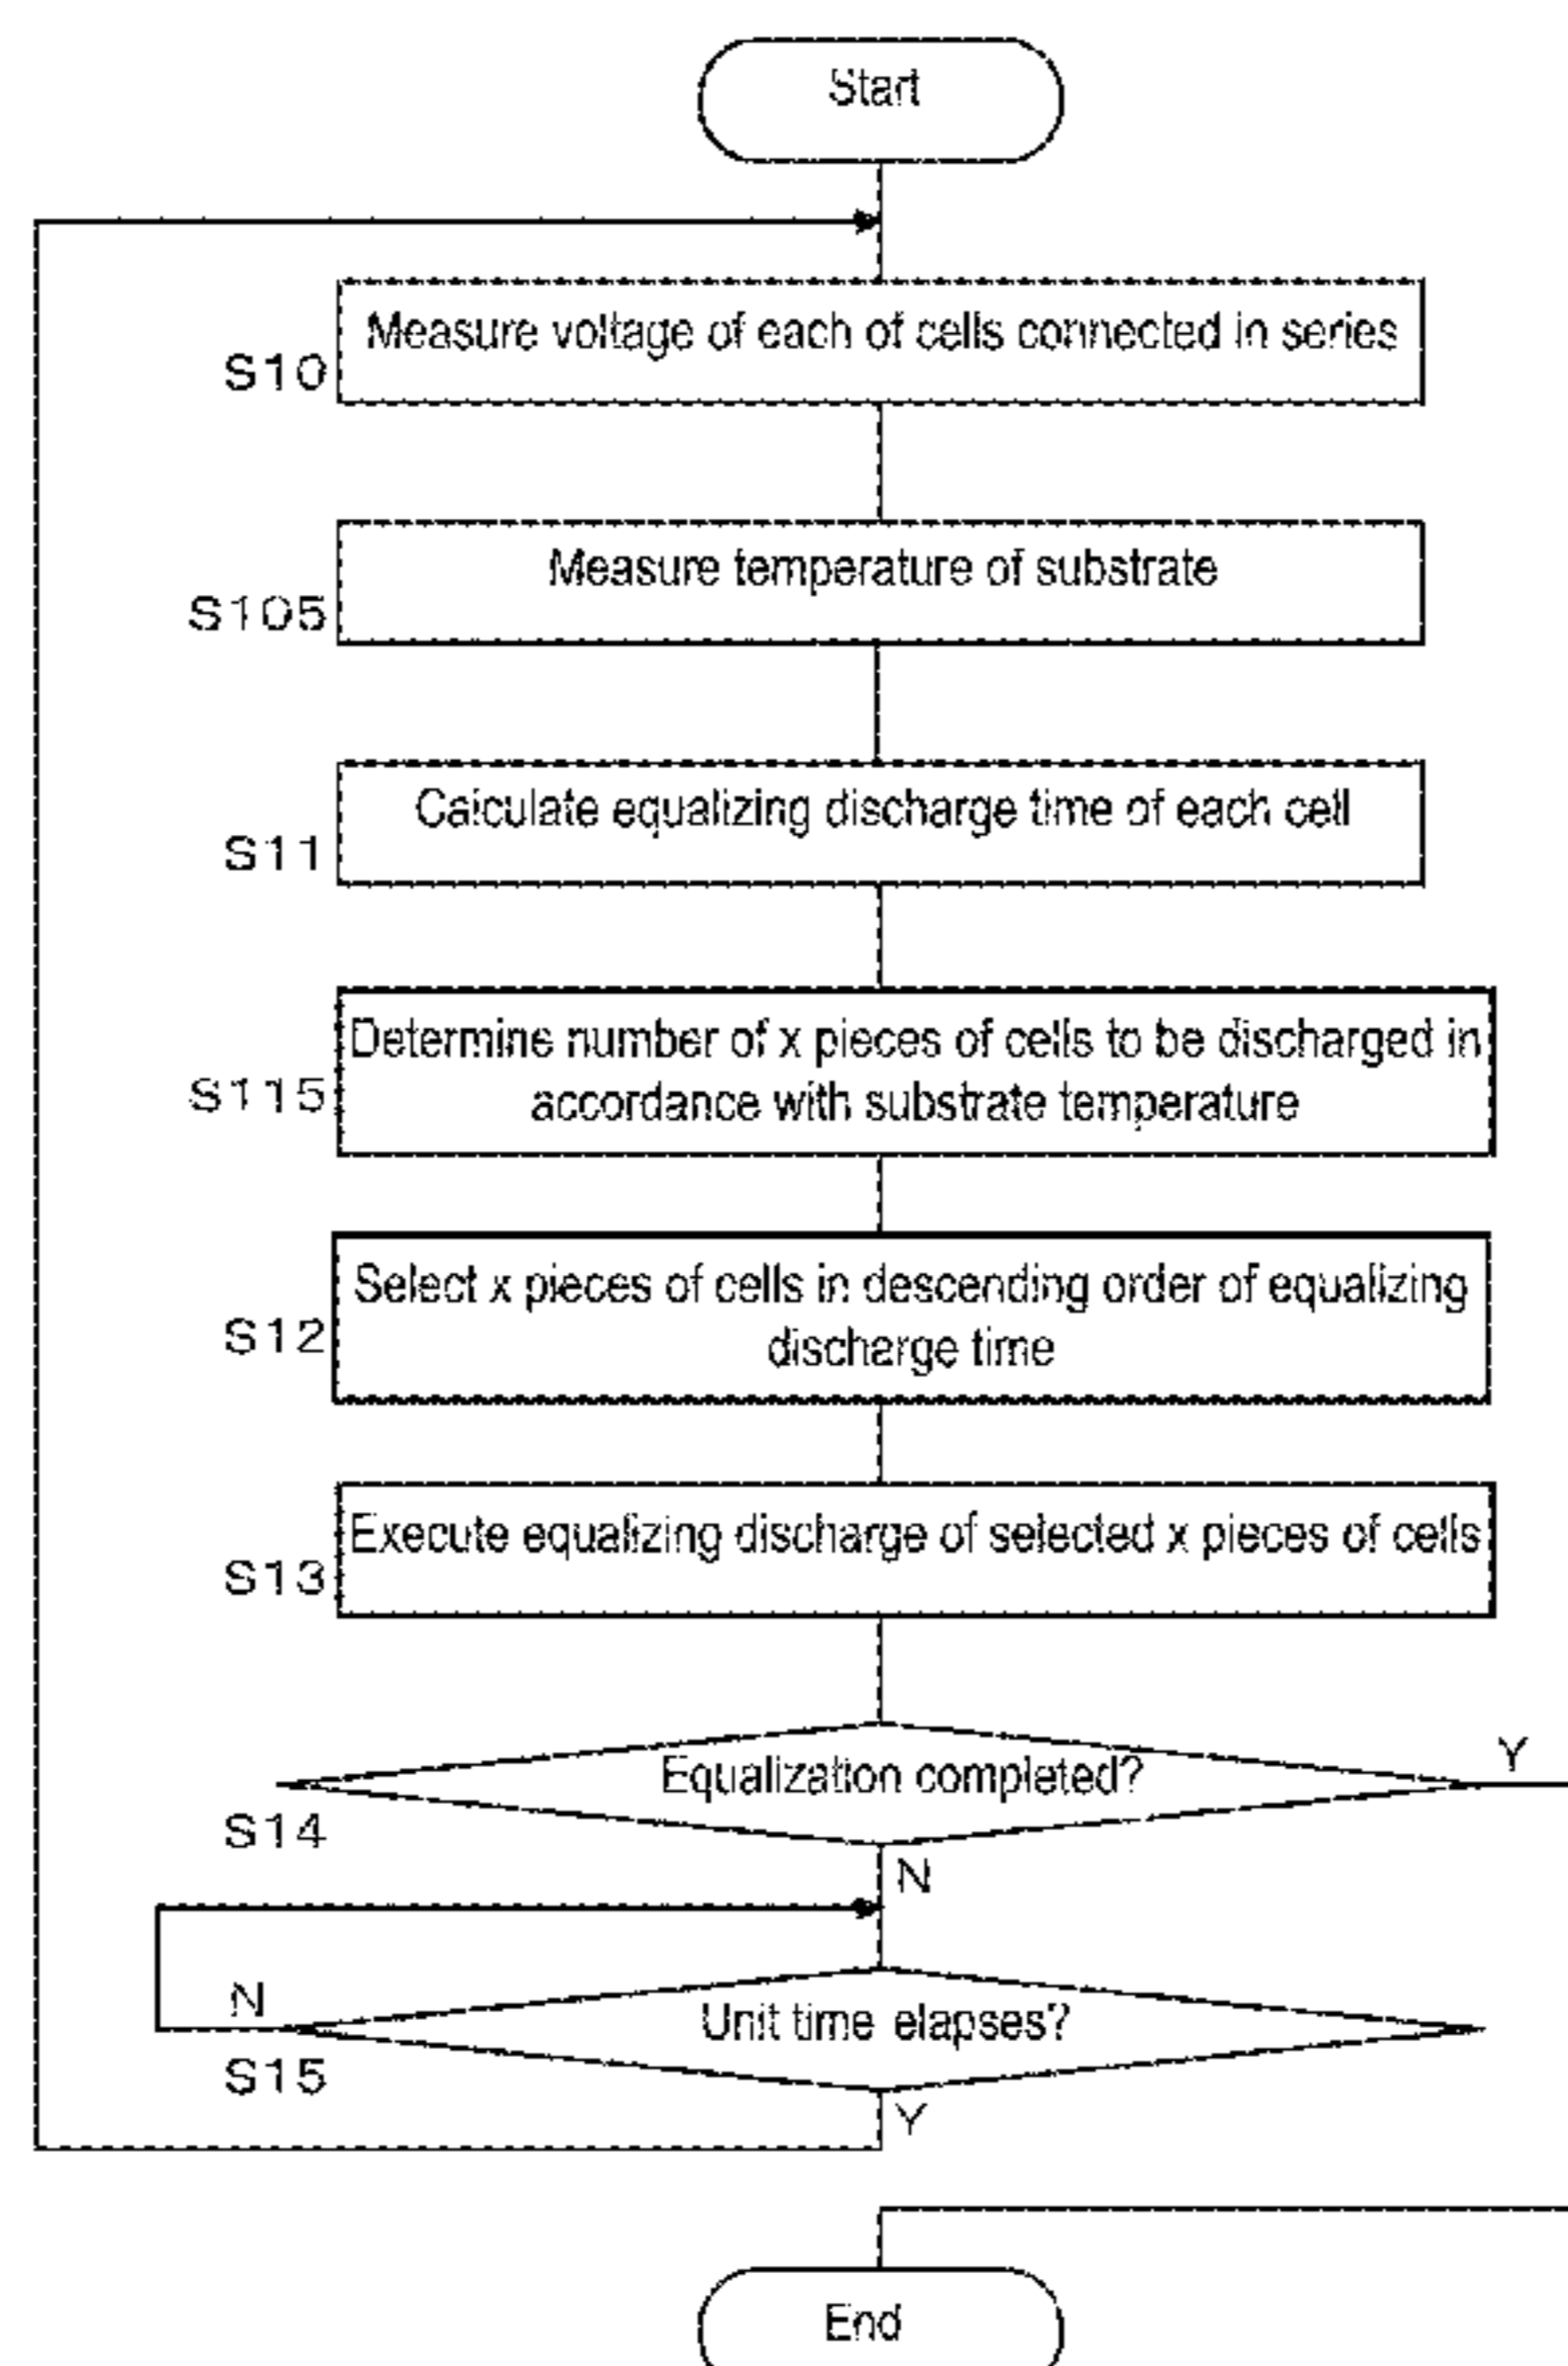 Start
Measure voltage of each of cells connected in series
S10
Measure temperature of substrate
S105
Calculate equalizing discharge time of each cell
S11
Determine number of x pieces of cells to be discharged in
accordance with substrate temperature
S115
Select x pieces of cells in descending order of equalizing
discharge time
S12
Execute equalizing discharge of selected x pieces of cells
S13
Y
Equalization completed?
S14
N
N
Unit time elapses?
S15
Y
End